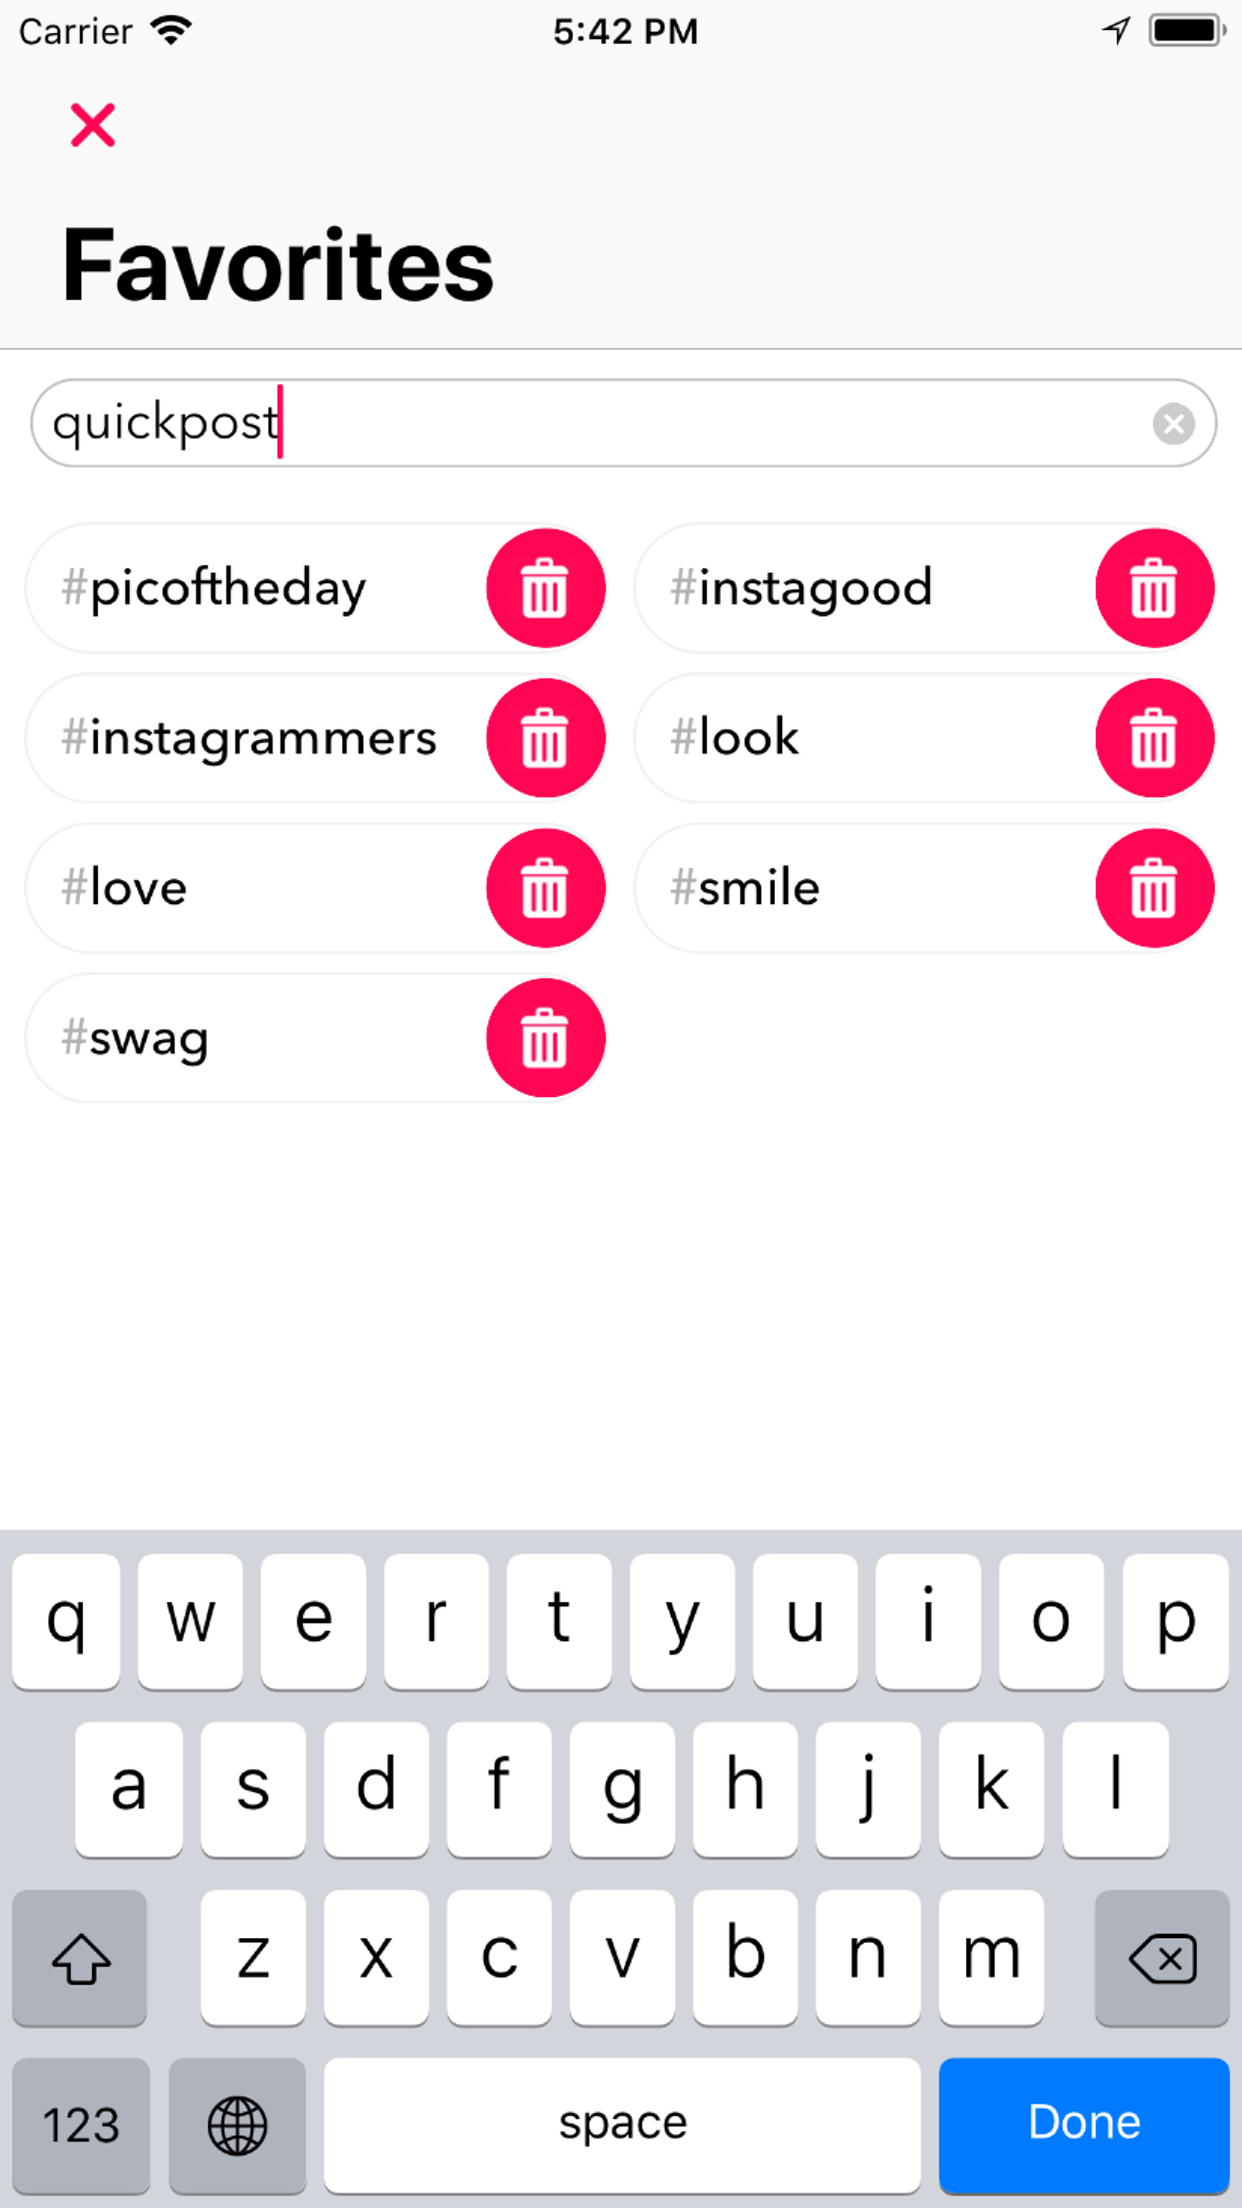 Carrier 5:42 PM
Favorites
quickpost
#picoftheday #instagood
#instagrammers #look
#love #smile
#swag
q w e r t y u i o p
a s d f g h j k l
z x c v b n m
123 space Done